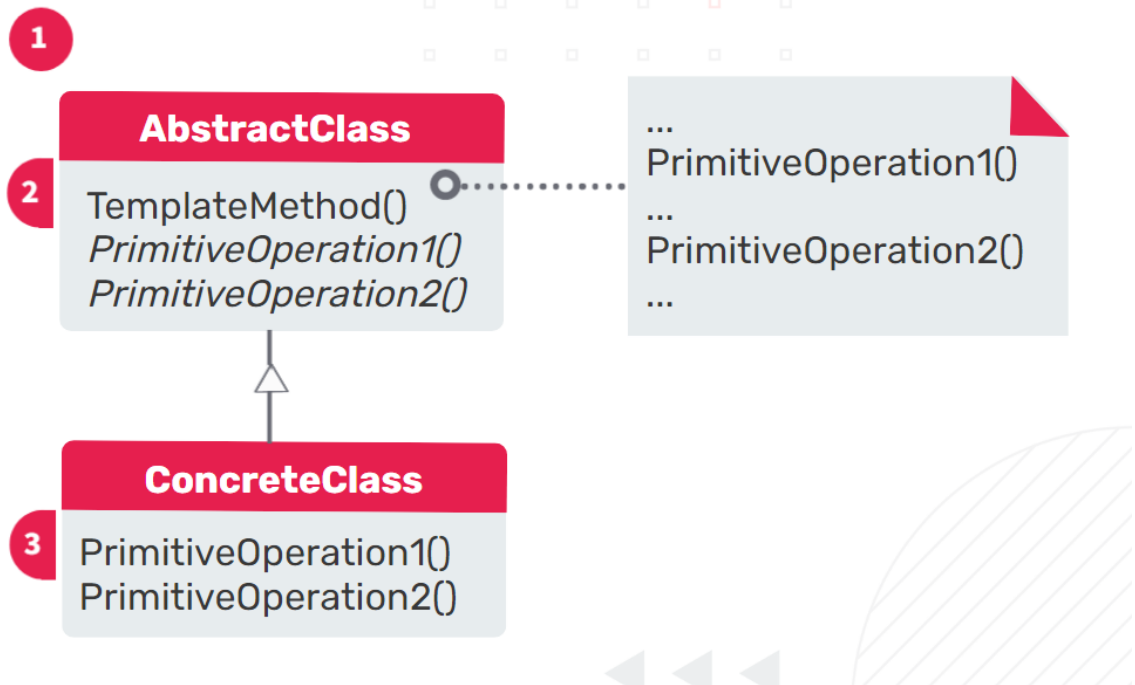 1
AbstractClass
2
TemplateMethod()
PrimitiveOperation1()
PrimitiveOperation2()
...
PrimitiveOperation1()
...
PrimitiveOperation2()
...
ConcreteClass
3
PrimitiveOperation1()
PrimitiveOperation2()